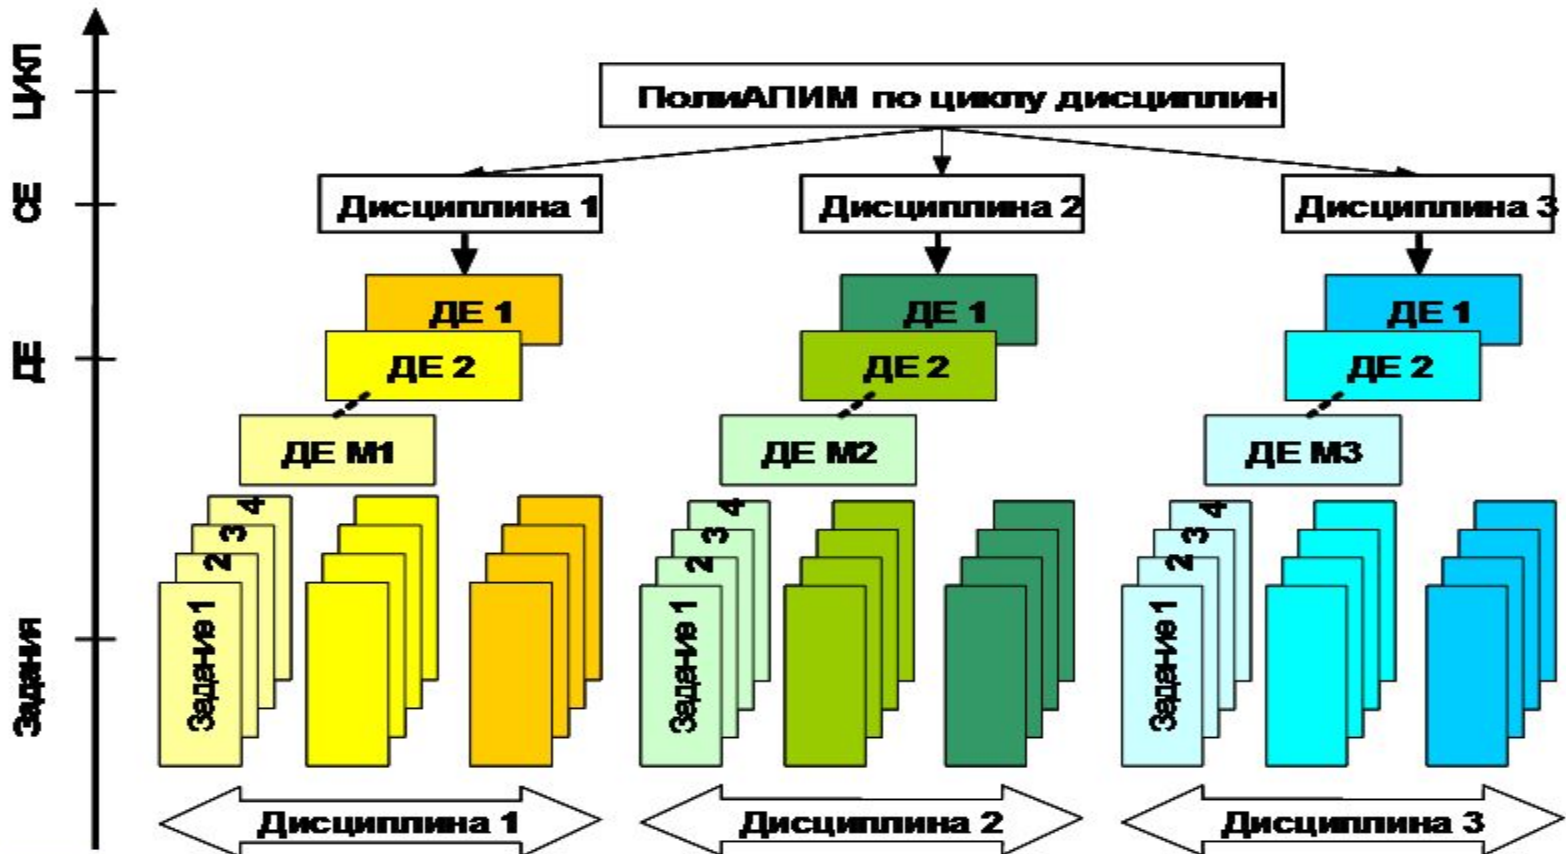 ЦИКЛ
ПолиАПИМ по циклу дисциплин
СЕ
Дисциплина 1
Дисциплина 2
Дисциплина 3
ДЕ
ДЕ 1
ДЕ 1
ДЕ 1
ДЕ 2
ДЕ 2
ДЕ 2
ДЕ М1
ДЕ М2
ДЕ М3
Задания
Задание 1
2
3
4
Задание 1
2
3
4
Задание 1
2
3
4
Дисциплина 1
Дисциплина 2
Дисциплина 3